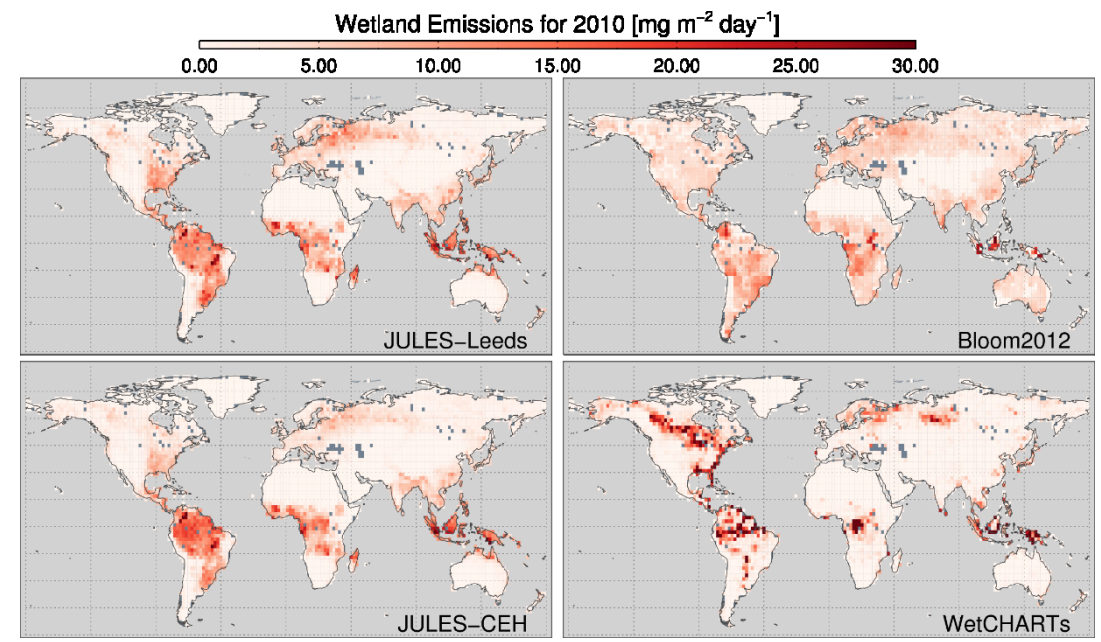 Wetland Emissions for 2010 [mg m⁻² day⁻¹]
0.00 5.00 10.00 15.00 20.00 25.00 30.00
JULES−Leeds
Bloom2012
JULES−CEH
WetCHARTs